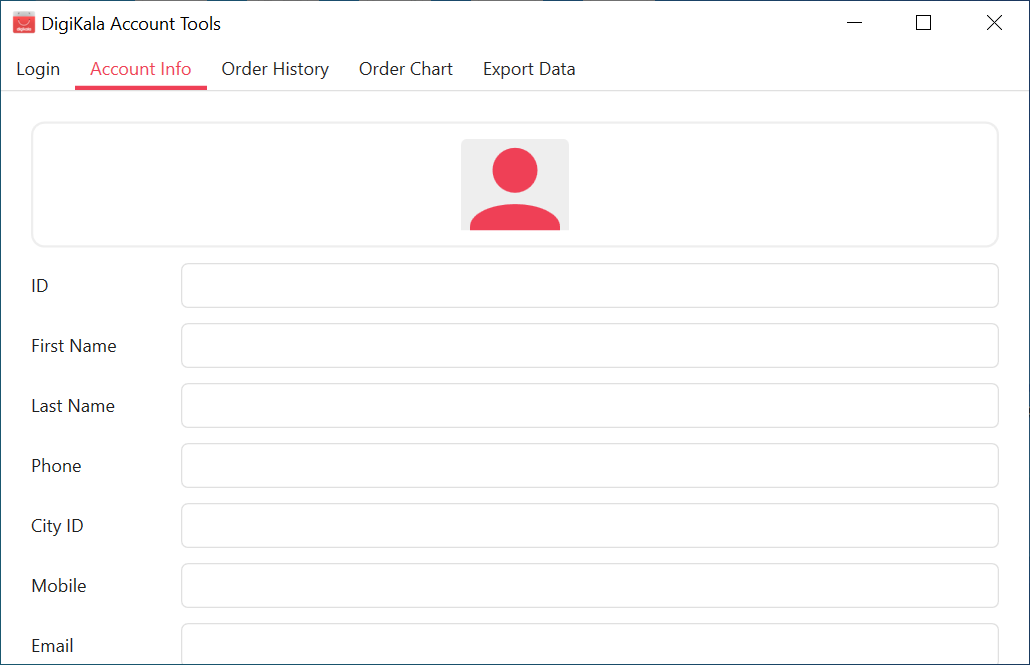 DigiKala Account Tools
Login Account Info Order History Order Chart Export Data
ID
First Name
Last Name
Phone
City ID
Mobile
Email